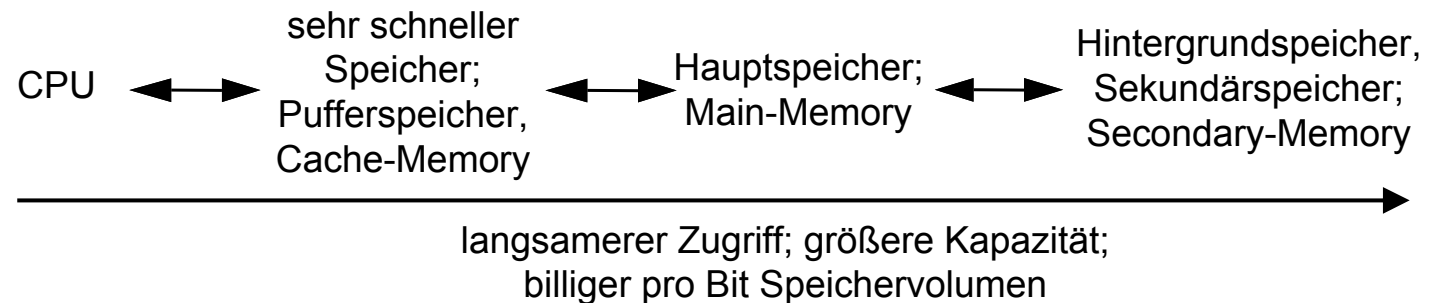 CPU
sehr schneller
Speicher;
Pufferspeicher,
Cache-Memory
Hauptspeicher;
Main-Memory
Hintergrundspeicher,
Sekundärspeicher;
Secondary-Memory
langsamerer Zugriff; größere Kapazität;
billiger pro Bit Speichervolumen